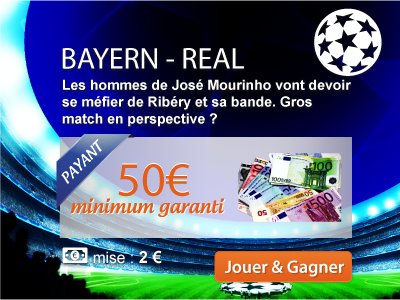 BAYERN - REAL
Les hommes de José Mourinho vont devoir
se méfier de Ribéry et sa bande. Gros
match en perspective ?
PAYANT
50€
minimum garanti
mise : 2 €
Jouer & Gagner